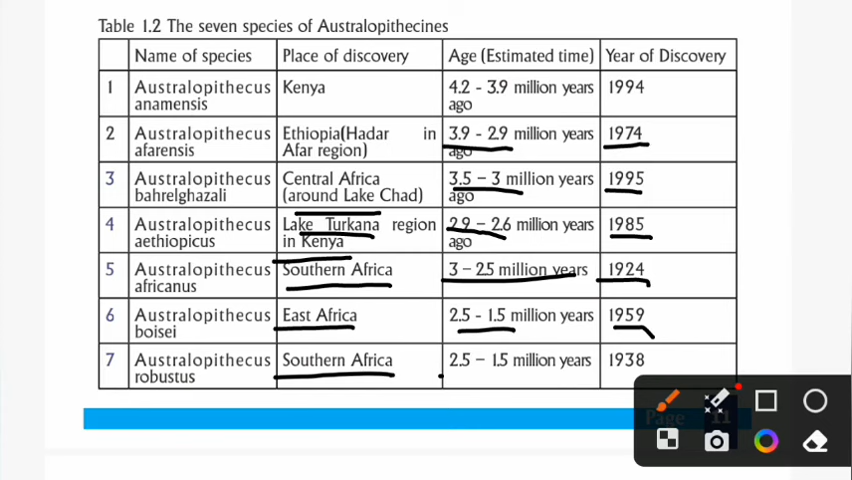 Table 1.2 The seven species of Australopithecines
Name of species Place of discovery Age (Estimated time) Year of Discovery
1 Australopithecus anamensis Kenya 4.2 - 3.9 million years ago 1994
2 Australopithecus afarensis Ethiopia(Hadar in Afar region) 3.9 - 2.9 million years ago 1974
3 Australopithecus bahrelghazali Central Africa (around Lake Chad) 3.5 – 3 million years ago 1995
4 Australopithecus aethiopicus Lake Turkana region in Kenya 2.9 – 2.6 million years ago 1985
5 Australopithecus africanus Southern Africa 3 – 2.5 million years 1924
6 Australopithecus boisei East Africa 2.5 - 1.5 million years 1959
7 Australopithecus robustus Southern Africa 2.5 – 1.5 million years 1938
Page 11